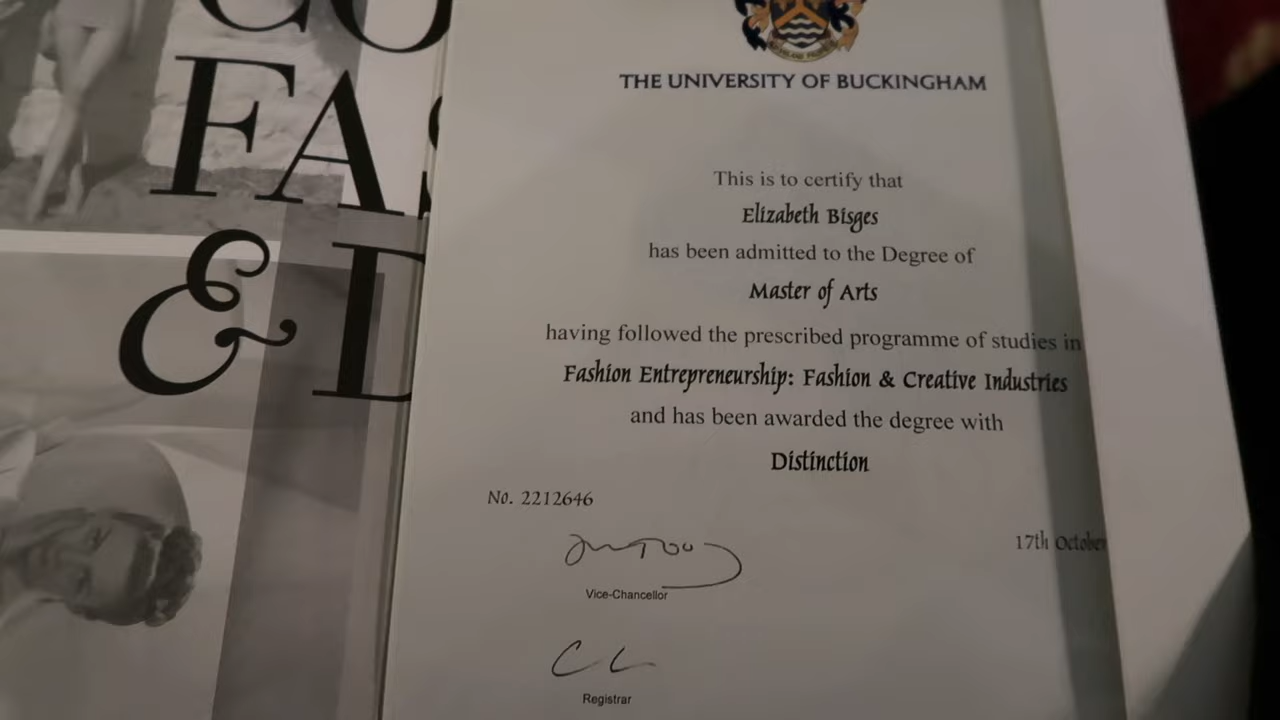 CO
FAS
& D
THE UNIVERSITY OF BUCKINGHAM
This is to certify that
Elizabeth Bisges
has been admitted to the Degree of
Master of Arts
having followed the prescribed programme of studies in
Fashion Entrepreneurship: Fashion & Creative Industries
and has been awarded the degree with
Distinction
No. 2212646
17th October
Vice-Chancellor
Registrar